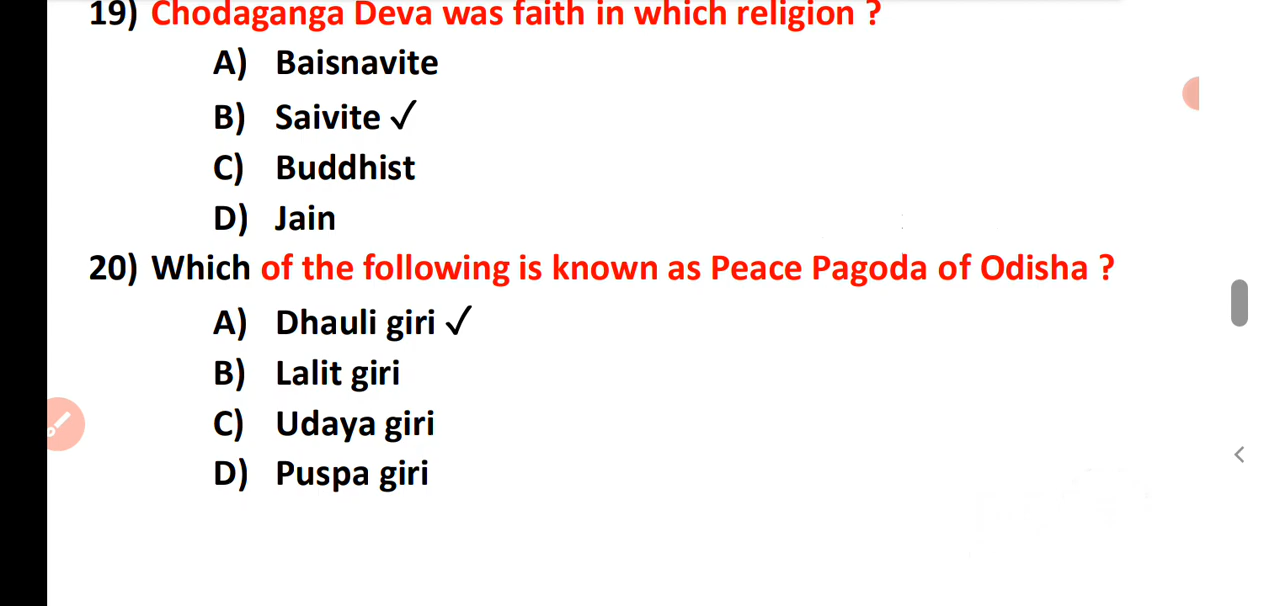 19) Chodaganga Deva was faith in which religion ?
A) Baisnavite
B) Saivite ✓
C) Buddhist
D) Jain
20) Which of the following is known as Peace Pagoda of Odisha ?
A) Dhauli giri ✓
B) Lalit giri
C) Udaya giri
D) Puspa giri